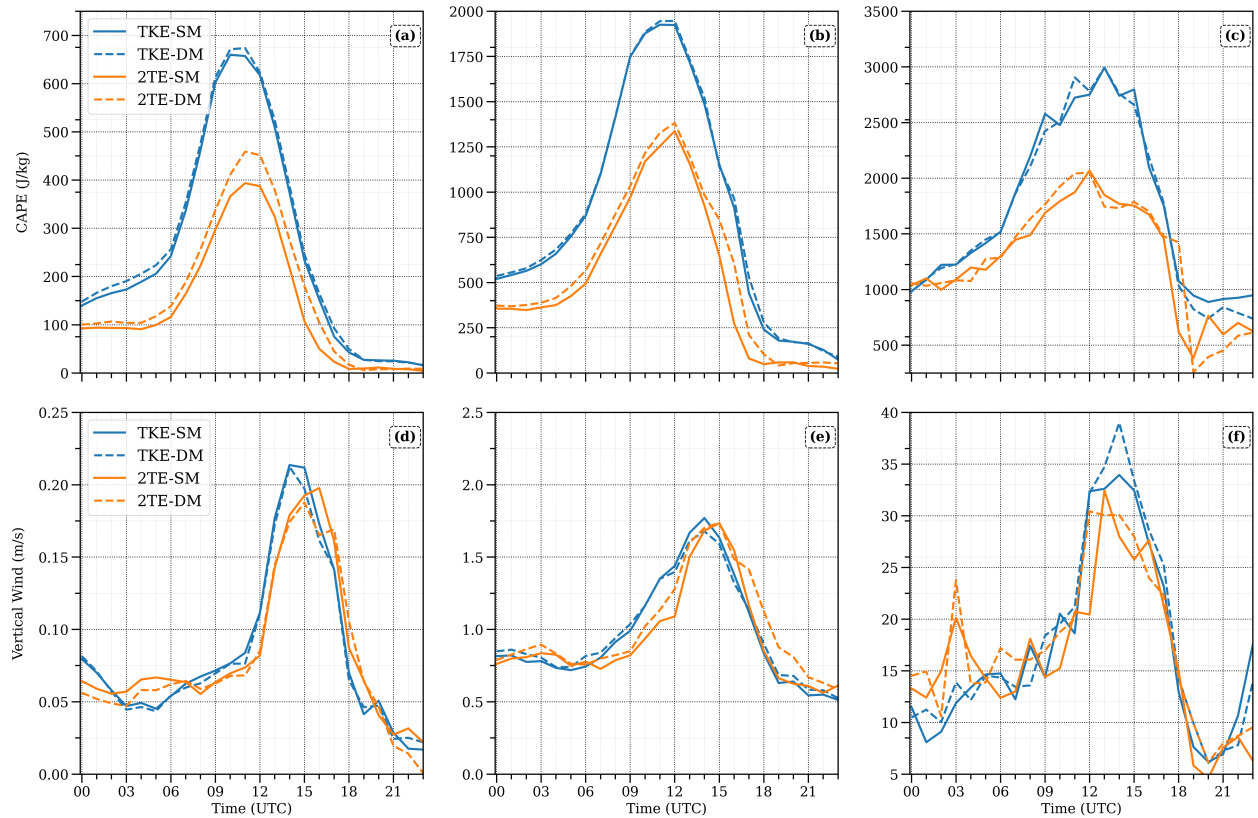 TKE-SM
TKE-DM
2TE-SM
2TE-DM
(a)
CAPE (J/kg)
0
100
200
300
400
500
600
700
(b)
0
250
500
750
1000
1250
1500
1750
2000
(c)
500
1000
1500
2000
2500
3000
3500
TKE-SM
TKE-DM
2TE-SM
2TE-DM
(d)
Vertical Wind (m/s)
0.00
0.05
0.10
0.15
0.20
0.25
00 03 06 09 12 15 18 21
Time (UTC)
(e)
0.0
0.5
1.0
1.5
2.0
2.5
00 03 06 09 12 15 18 21
Time (UTC)
(f)
5
10
15
20
25
30
35
40
00 03 06 09 12 15 18 21
Time (UTC)